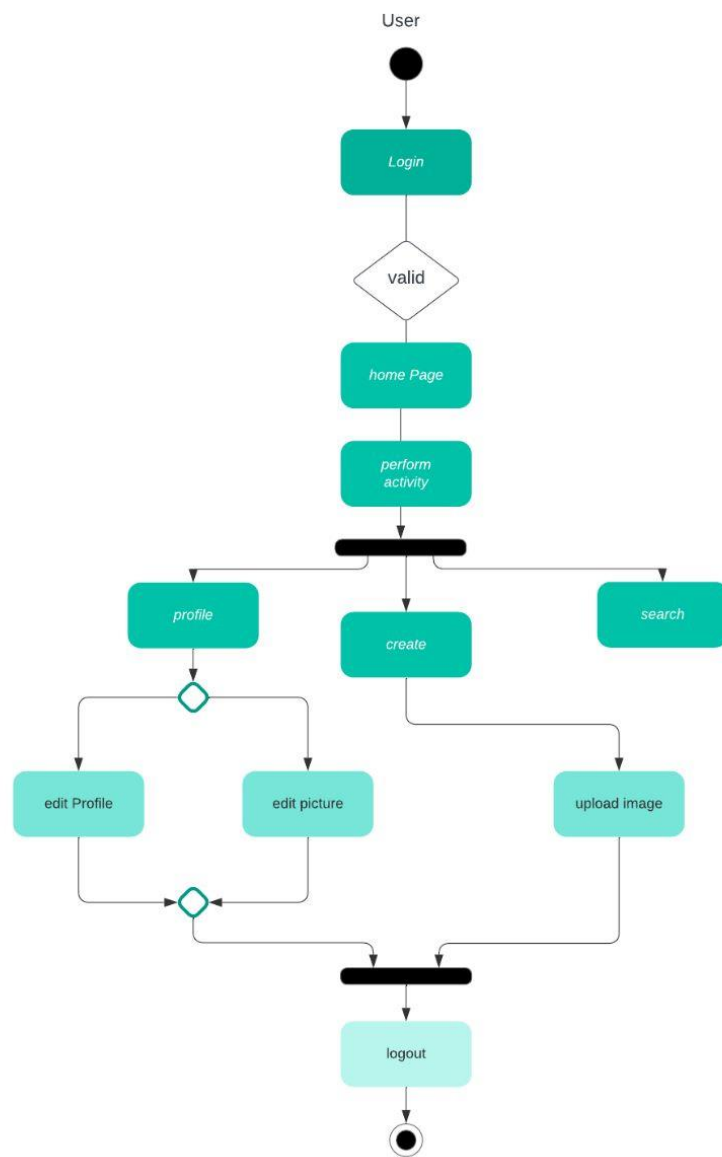 User
Login
valid
home Page
perform
activity
profile
create
search
edit Profile
edit picture
upload image
logout